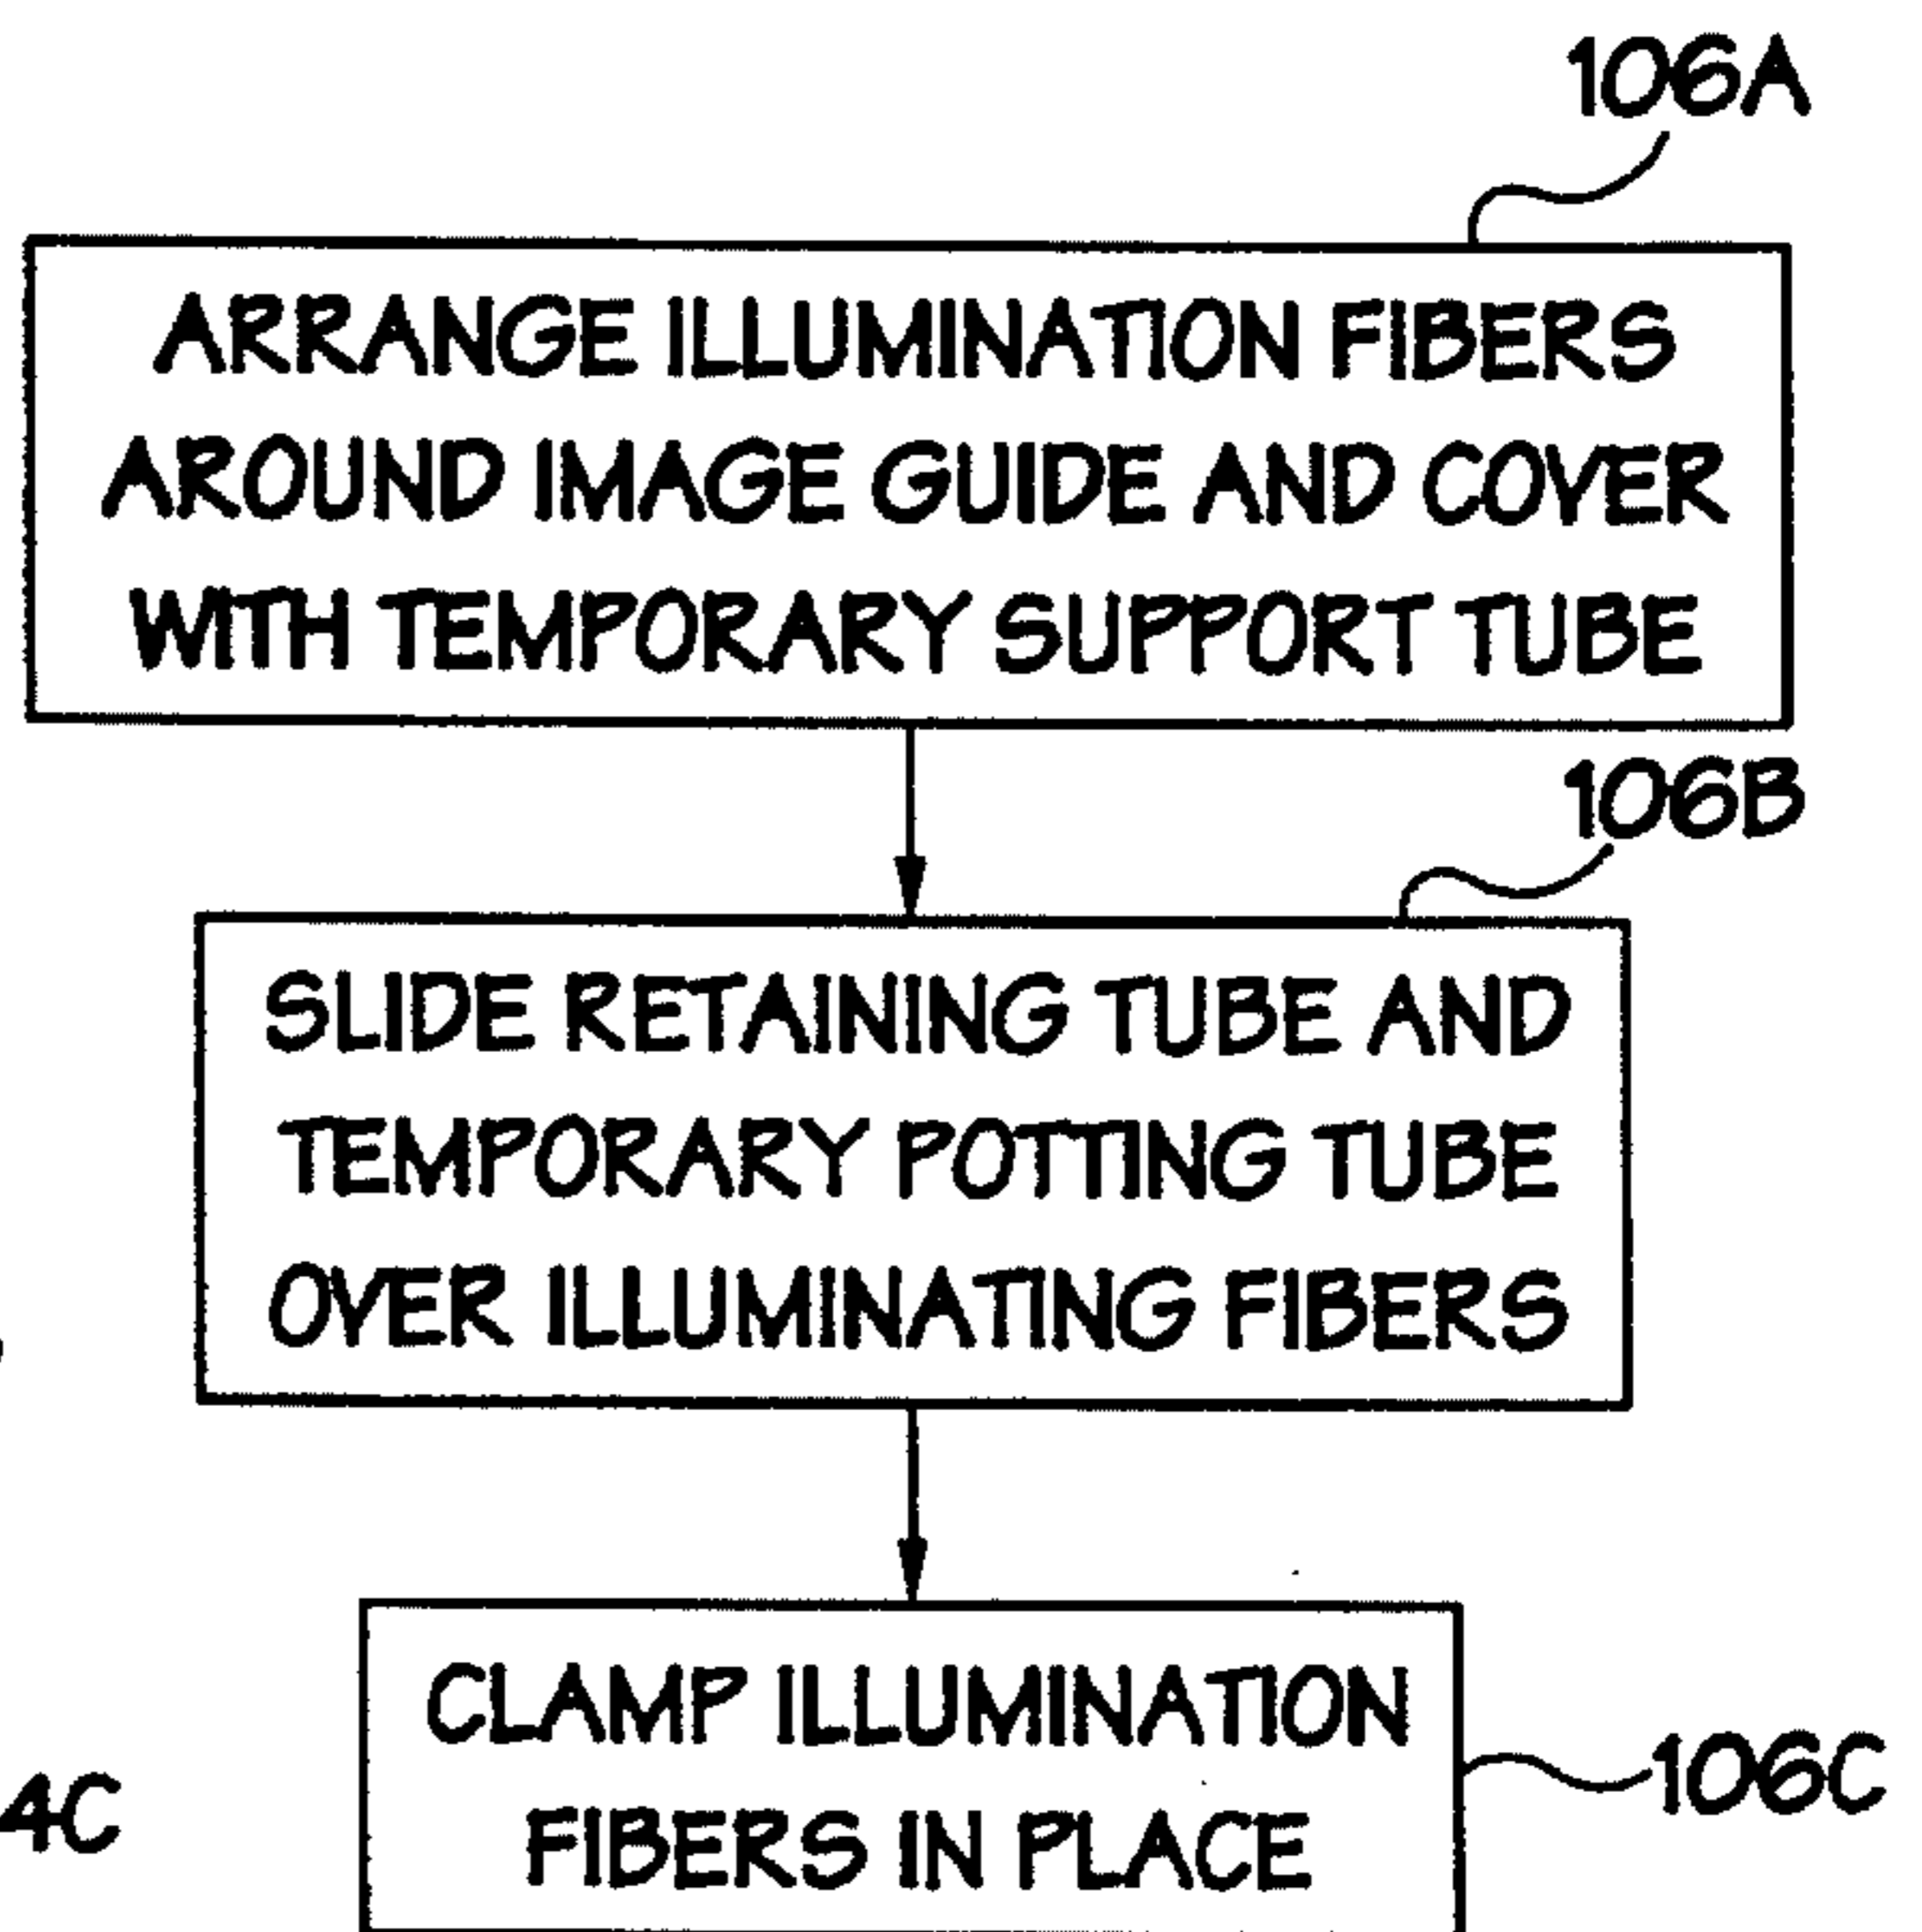 106A
ARRANGE ILLUMINATION FIBERS
AROUND IMAGE GUIDE AND COVER
WITH TEMPORARY SUPPORT TUBE
106B
SLIDE RETAINING TUBE AND
TEMPORARY POTTING TUBE
OVER ILLUMINATING FIBERS
CLAMP ILLUMINATION
FIBERS IN PLACE
106C
4C